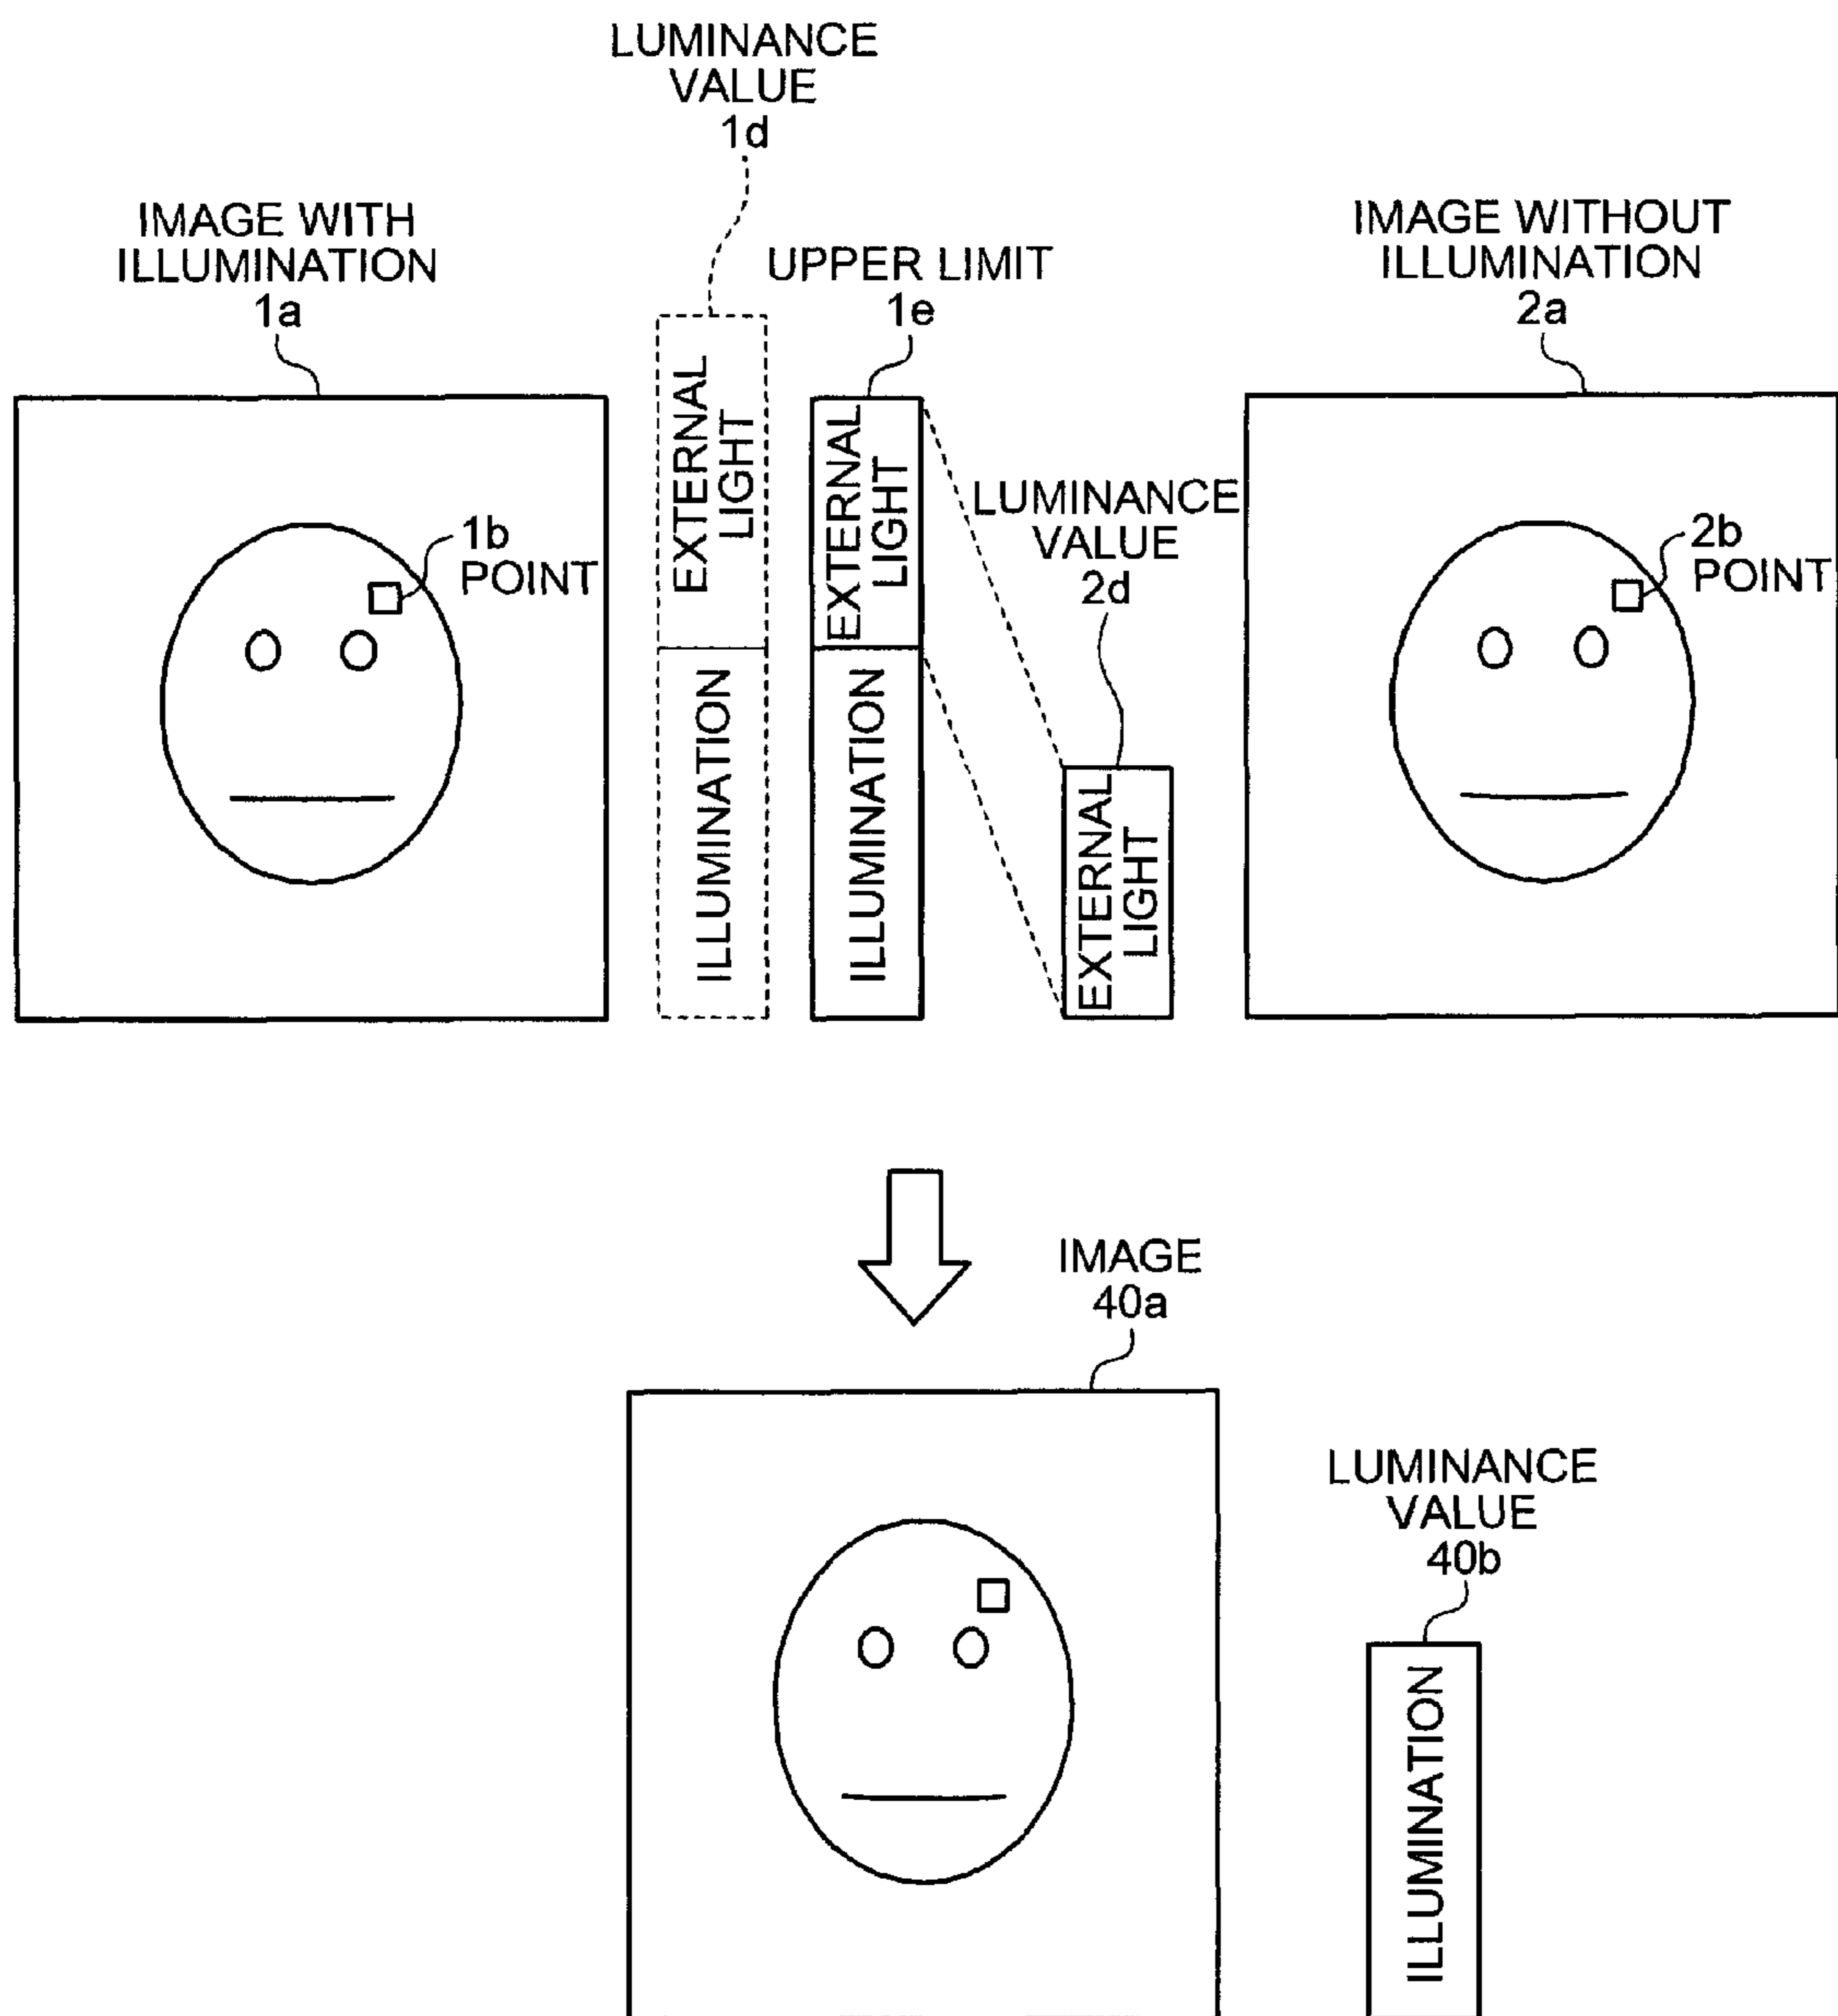 LUMINANCE
VALUE
1d
IMAGE WITH
ILLUMINATION
1a
UPPER LIMIT
1e
IMAGE WITHOUT
ILLUMINATION
2a
EXTERNAL
LIGHT
ILLUMINATION
EXTERNAL
LIGHT
ILLUMINATION
1b
POINT
LUMINANCE
VALUE
2d
EXTERNAL
LIGHT
2b
POINT
IMAGE
40a
LUMINANCE
VALUE
40b
ILLUMINATION